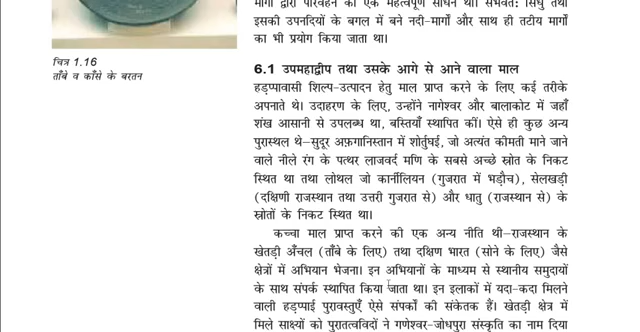 मार्गों द्वारा परिवहन का एक महत्वपूर्ण साधन था। संभवत: सिंधु तथा
इसकी उपनदियों के बगल में बने नदी-मार्गों और साथ ही तटीय मार्गों
का भी प्रयोग किया जाता था।
चित्र 1.16
ताँबे व काँसे के बरतन
6.1 उपमहाद्वीप तथा उसके आगे से आने वाला माल
हड़प्पावासी शिल्प-उत्पादन हेतु माल प्राप्त करने के लिए कई तरीके
अपनाते थे। उदाहरण के लिए, उन्होंने नागेश्वर और बालाकोट में जहाँ
शंख आसानी से उपलब्ध था, बस्तियाँ स्थापित कीं। ऐसे ही कुछ अन्य
पुरास्थल थे–सुदूर अफ़गानिस्तान में शोर्तुघई, जो अत्यंत कीमती माने जाने
वाले नीले रंग के पत्थर लाजवर्द मणि के सबसे अच्छे स्रोत के निकट
स्थित था तथा लोथल जो कार्नीलियन (गुजरात में भड़ौच), सेलखड़ी
(दक्षिणी राजस्थान तथा उत्तरी गुजरात से) और धातु (राजस्थान से) के
स्रोतों के निकट स्थित था।
कच्चा माल प्राप्त करने की एक अन्य नीति थी–राजस्थान के
खेतड़ी अँचल (ताँबे के लिए) तथा दक्षिण भारत (सोने के लिए) जैसे
क्षेत्रों में अभियान भेजना। इन अभियानों के माध्यम से स्थानीय समुदायों
के साथ संपर्क स्थापित किया जाता था। इन इलाकों में यदा-कदा मिलने
वाली हड़प्पाई पुरावस्तुएँ ऐसे संपर्कों की संकेतक हैं। खेतड़ी क्षेत्र में
मिले साक्ष्यों को पुरातत्वविदों ने गणेश्वर-जोधपुरा संस्कृति का नाम दिया